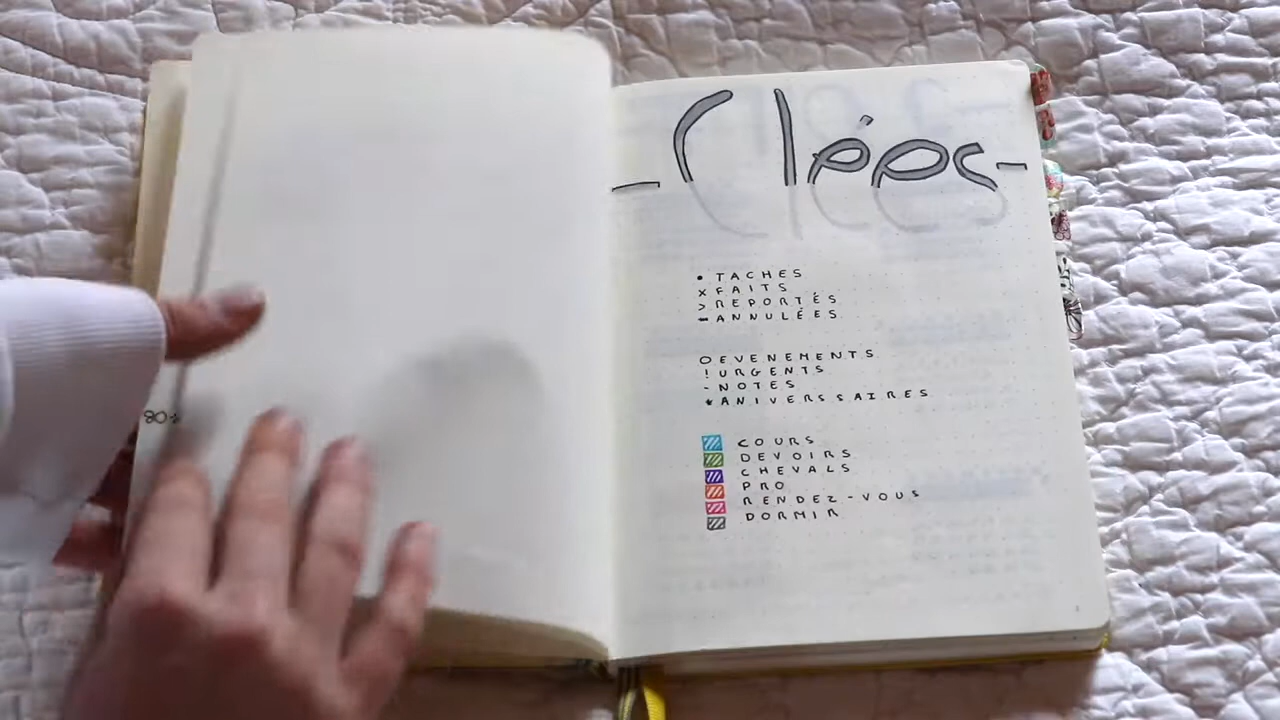 - Clées -
• TACHES
x FAITS
> REPORTÉS
- ANNULÉES
O EVENEMENTS
! URGENTS
- NOTES
* ANIVERSSAIRES
COURS
DEVOIRS
CHEVALS
PRO
RENDEZ-VOUS
DORMIR